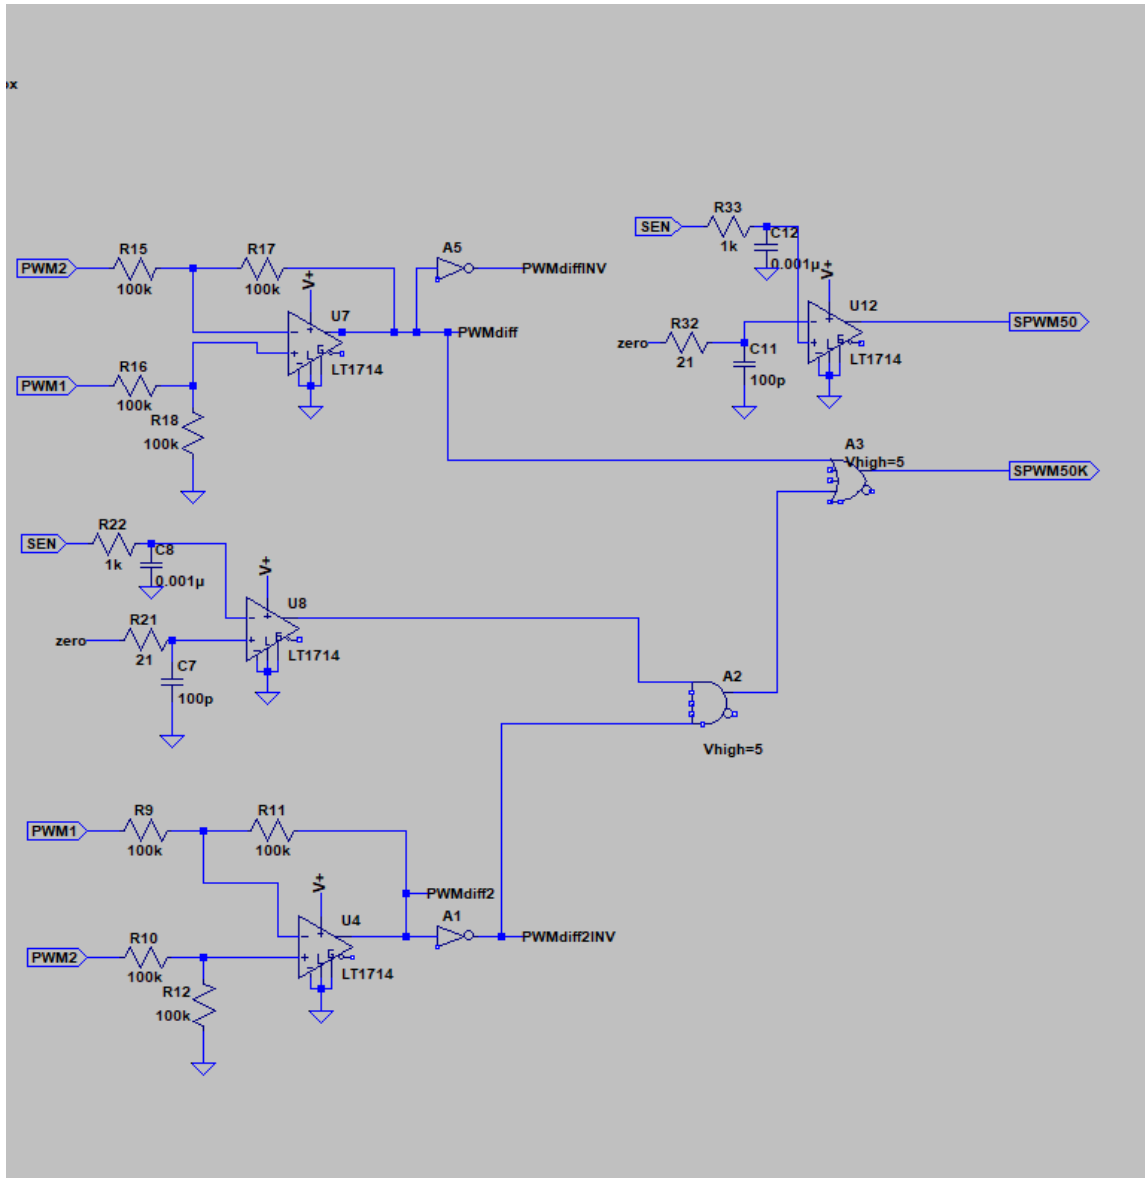 ox
R33
SEN
1k
C12
0.001µ
V+
U12
SPWM50
LT1714
R32
zero
21
C11
100p
R15
PWM2
100k
R17
100k
A5
PWMdiffINV
V+
U7
PWMdiff
LT1714
R16
PWM1
100k
R18
100k
A3
Vhigh=5
SPWM50K
R22
SEN
1k
C8
0.001µ
V+
U8
LT1714
R21
zero
21
C7
100p
A2
Vhigh=5
R9
PWM1
100k
R11
100k
PWMdiff2
V+
U4
A1
PWMdiff2INV
LT1714
R10
PWM2
100k
R12
100k